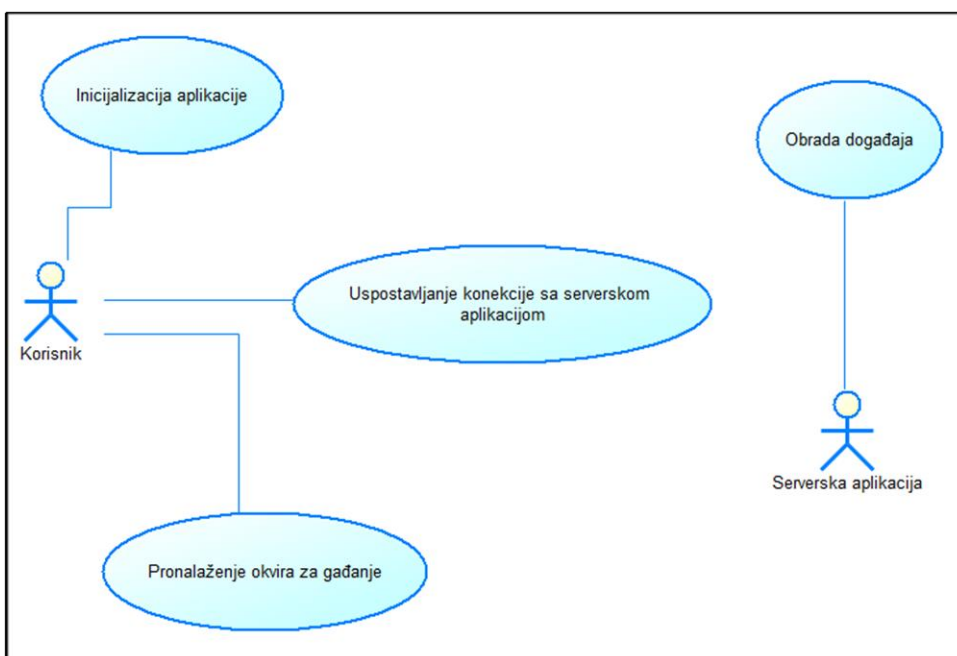 Inicijalizacija aplikacije
Obrada događaja
Uspostavljanje konekcije sa serverskom
aplikacijom
Korisnik
Serverska aplikacija
Pronalaženje okvira za gađanje